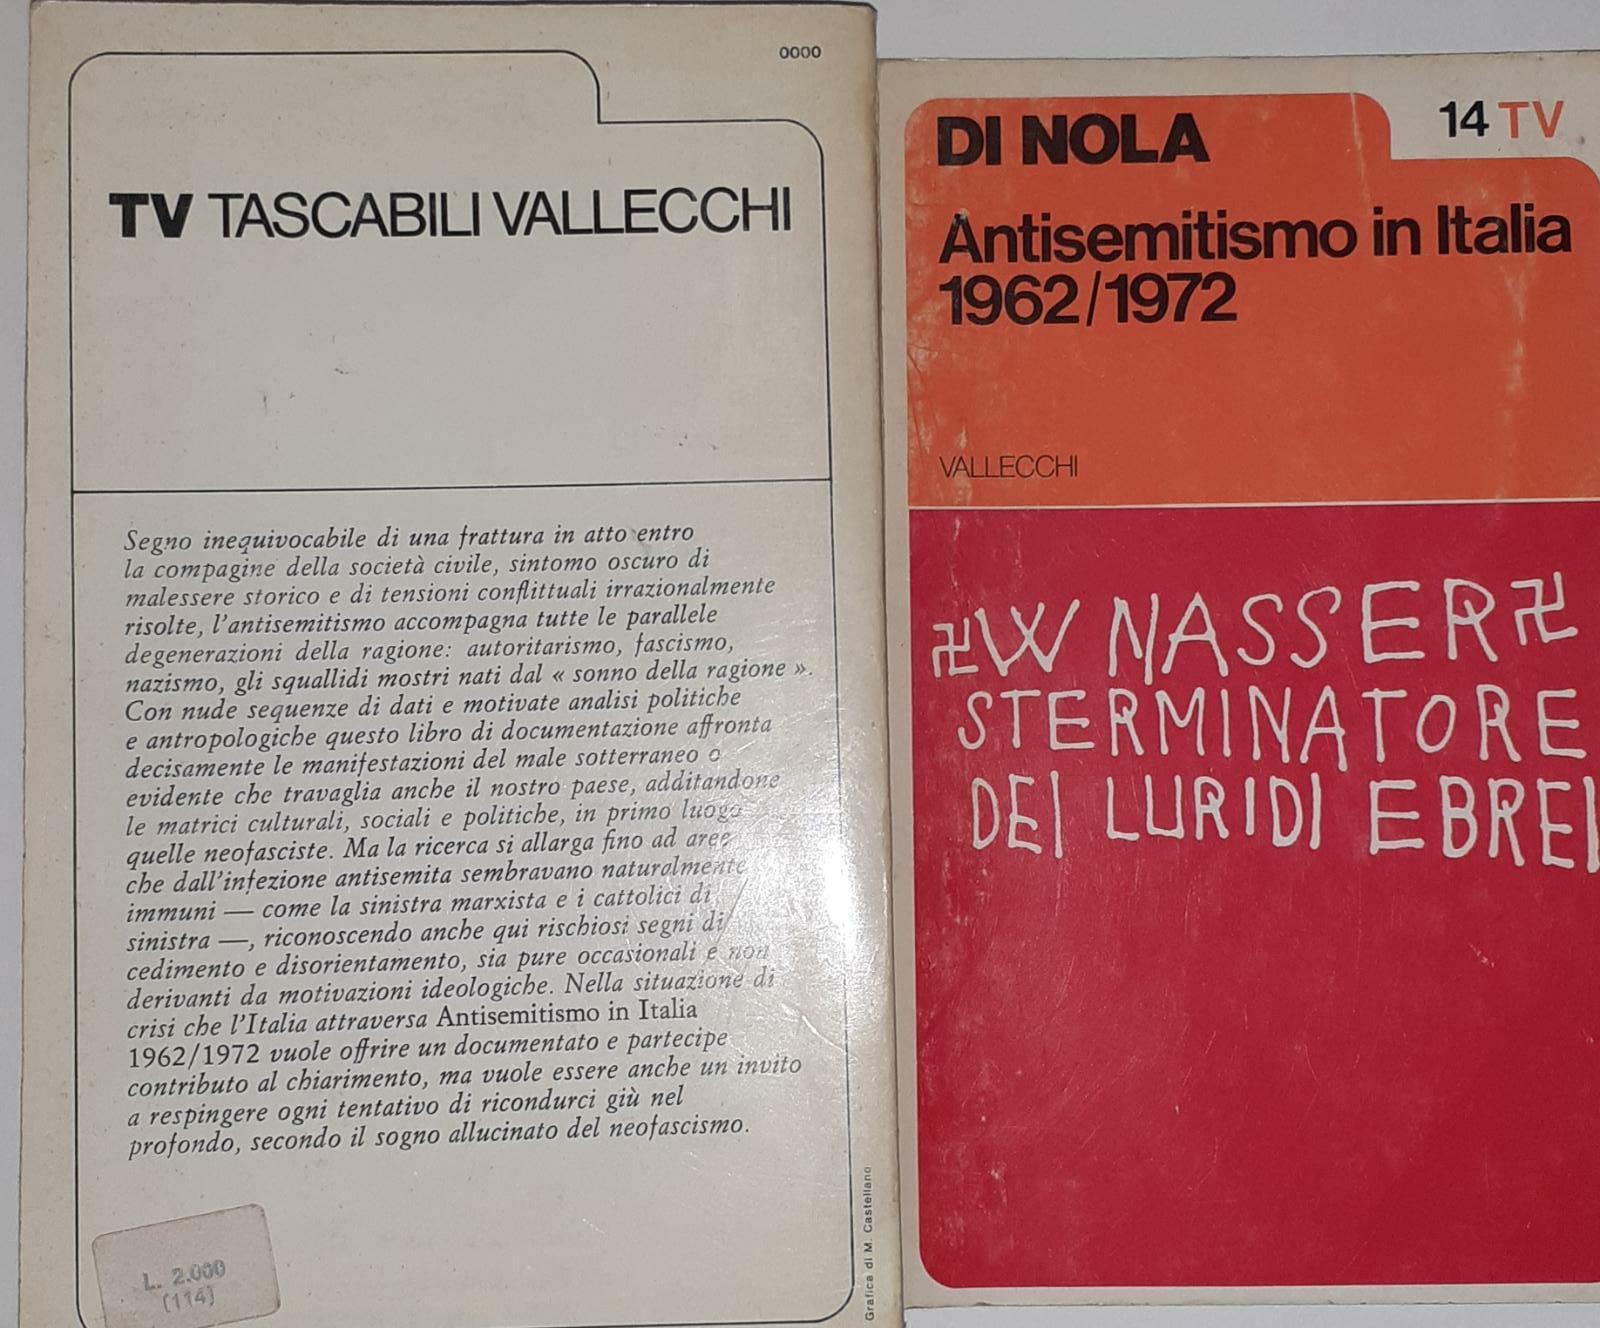 0000
TV TASCABILI VALLECCHI
Segno inequivocabile di una frattura in atto entro
la compagine della società civile, sintomo oscuro di
malessere storico e di tensioni conflittuali irrazionalmente
risolte, l'antisemitismo accompagna tutte le parallele
degenerazioni della ragione: autoritarismo, fascismo,
nazismo, gli squallidi mostri nati dal « sonno della ragione ».
Con nude sequenze di dati e motivate analisi politiche
e antropologiche questo libro di documentazione affronta
decisamente le manifestazioni del male sotterraneo o
evidente che travaglia anche il nostro paese, additandone
le matrici culturali, sociali e politiche, in primo luogo
quelle neofasciste. Ma la ricerca si allarga fino ad aree
che dall'infezione antisemita sembravano naturalmente
immuni — come la sinistra marxista e i cattolici di
sinistra —, riconoscendo anche qui rischiosi segni di
cedimento e disorientamento, sia pure occasionali e non
derivanti da motivazioni ideologiche. Nella situazione di
crisi che l'Italia attraversa Antisemitismo in Italia
1962/1972 vuole offrire un documentato e partecipe
contributo al chiarimento, ma vuole essere anche un invito
a respingere ogni tentativo di ricondurci giù nel
profondo, secondo il sogno allucinato del neofascismo.
L. 2.000
(114)
Grafica di M. Castellano
DI NOLA
14 TV
Antisemitismo in Italia
1962/1972
VALLECCHI
W NASSER
STERMINATORE
DEI LURIDI EBREI